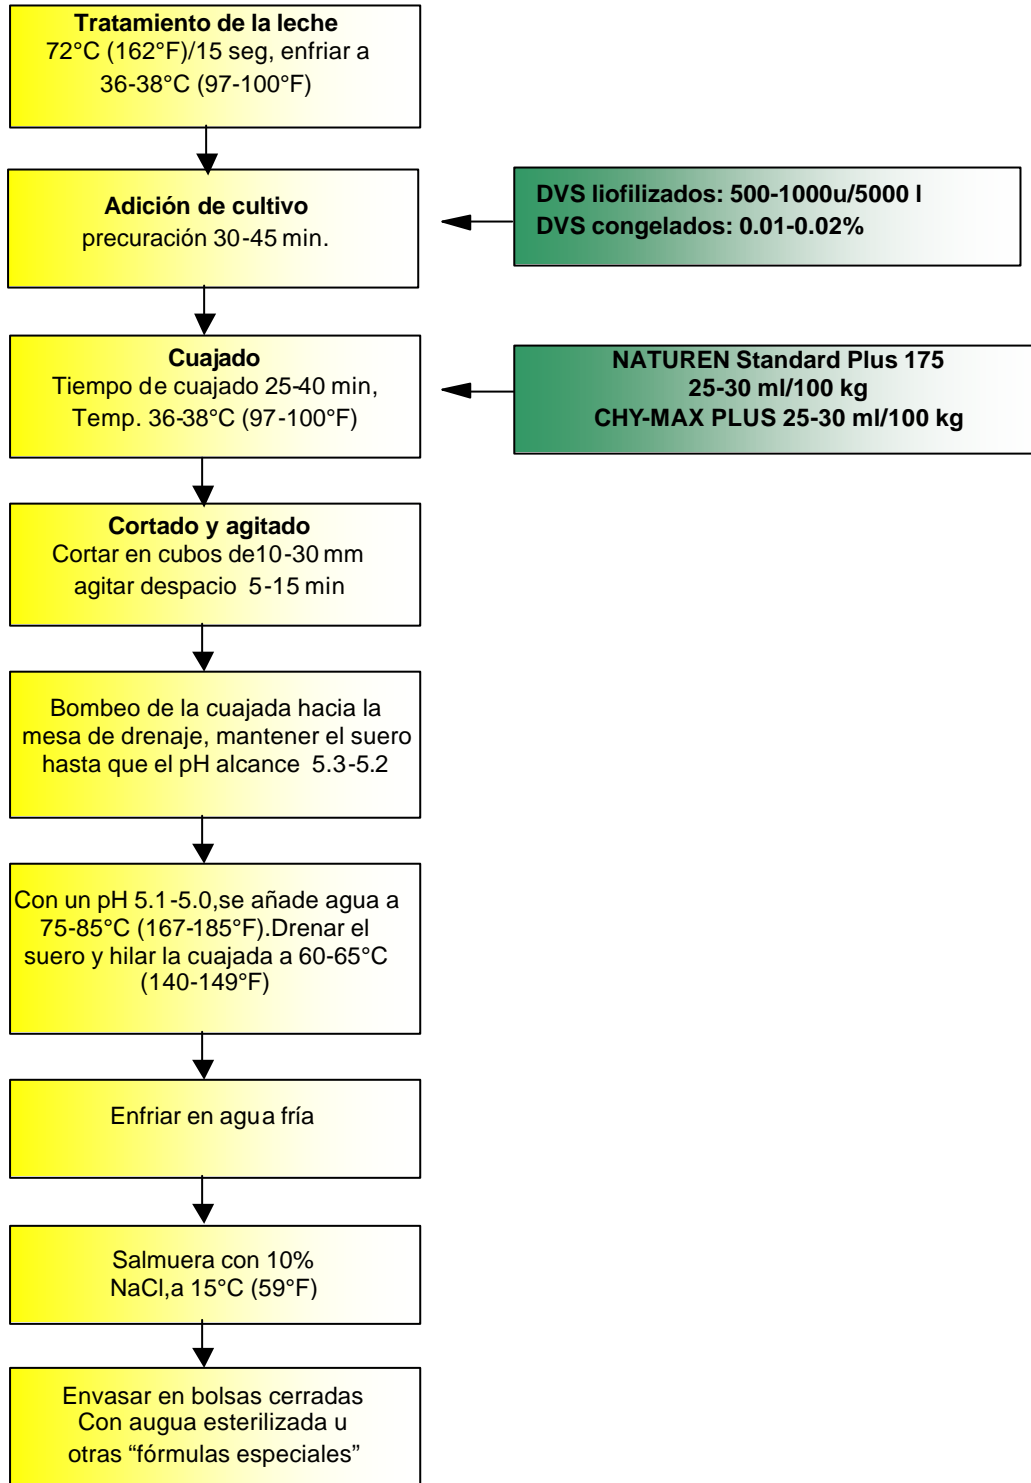 Tratamiento de la leche
72°C (162°F)/15 seg, enfriar a
36-38°C (97-100°F)
Adición de cultivo
precuración 30-45 min.
DVS liofilizados: 500-1000u/5000 l
DVS congelados: 0.01-0.02%
Cuajado
Tiempo de cuajado 25-40 min,
Temp. 36-38°C (97-100°F)
NATUREN Standard Plus 175
25-30 ml/100 kg
CHY-MAX PLUS 25-30 ml/100 kg
Cortado y agitado
Cortar en cubos de10-30 mm
agitar despacio 5-15 min
Bombeo de la cuajada hacia la
mesa de drenaje, mantener el suero
hasta que el pH alcance 5.3-5.2
Con un pH 5.1-5.0,se añade agua a
75-85°C (167-185°F).Drenar el
suero y hilar la cuajada a 60-65°C
(140-149°F)
Enfriar en agua fría
Salmuera con 10%
NaCl,a 15°C (59°F)
Envasar en bolsas cerradas
Con augua esterilizada u
otras “fórmulas especiales”